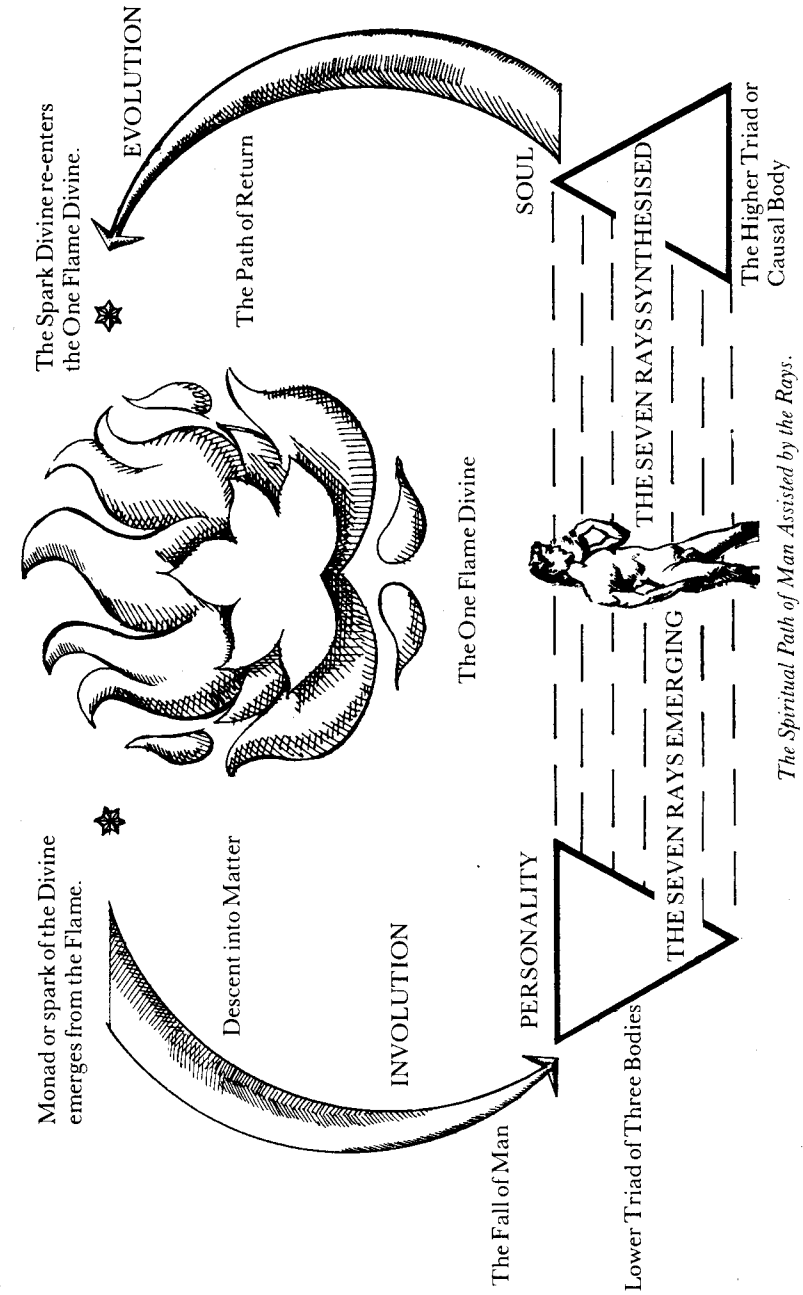 Monad or spark of the Divine
emerges from the Flame.
The Spark Divine re-enters
the One Flame Divine.
EVOLUTION
Descent into Matter
The Path of Return
INVOLUTION
The One Flame Divine
The Fall of Man
PERSONALITY
SOUL
Lower Triad of Three Bodies
THE SEVEN RAYS EMERGING
THE SEVEN RAYS SYNTHESISED
The Higher Triad or
Causal Body
The Spiritual Path of Man Assisted by the Rays.